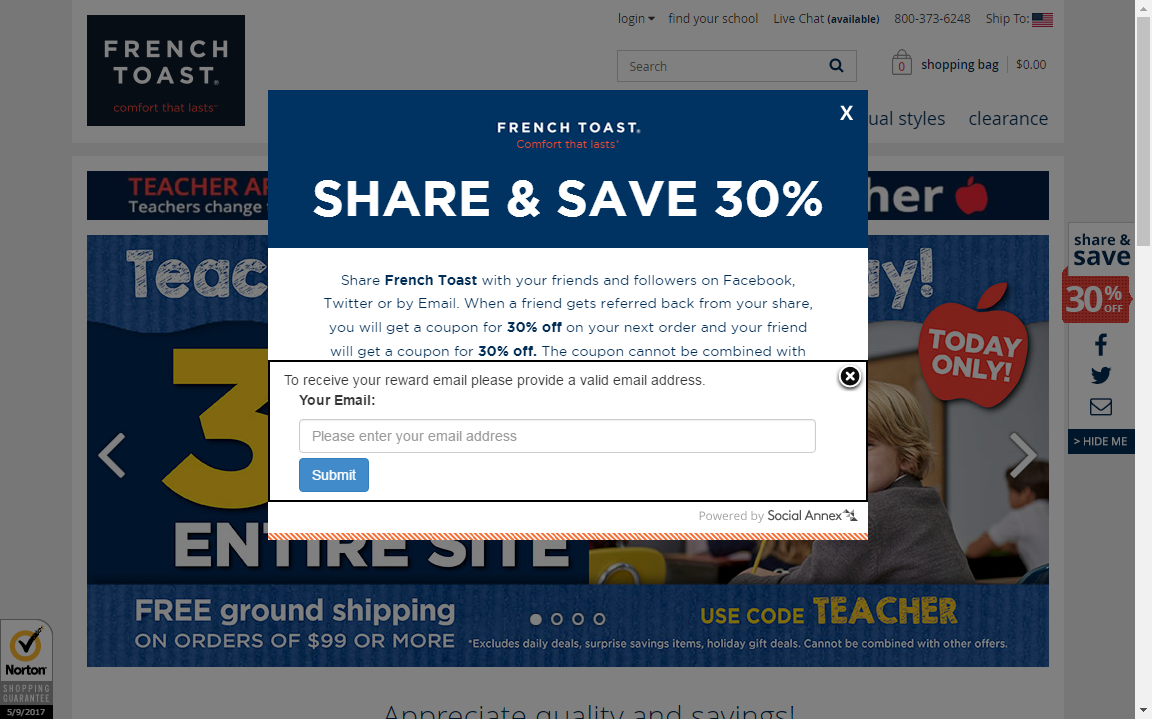 login find your school Live Chat (available) 800-373-6248 Ship To:
FRENCH
TOAST®
comfort that lasts™
Search
0 shopping bag $0.00
ual styles clearance
X
FRENCH TOAST®
Comfort that lasts™
SHARE & SAVE 30%
TEACHER AP
Teachers change
her
Share French Toast with your friends and followers on Facebook,
Twitter or by Email. When a friend gets referred back from your share,
you will get a coupon for 30% off on your next order and your friend
will get a coupon for 30% off. The coupon cannot be combined with
To receive your reward email please provide a valid email address.
Your Email:
Please enter your email address
Submit
Powered by Social Annex
Teac
ay!
3
TODAY
ONLY!
ENTIRE SITE
share &
save
30% OFF
> HIDE ME
FREE ground shipping
ON ORDERS OF $99 OR MORE
USE CODE TEACHER
*Excludes daily deals, surprise savings items, holiday gift deals. Cannot be combined with other offers.
Norton
SHOPPING
GUARANTEE
5/9/2017
Appreciate quality and savings!